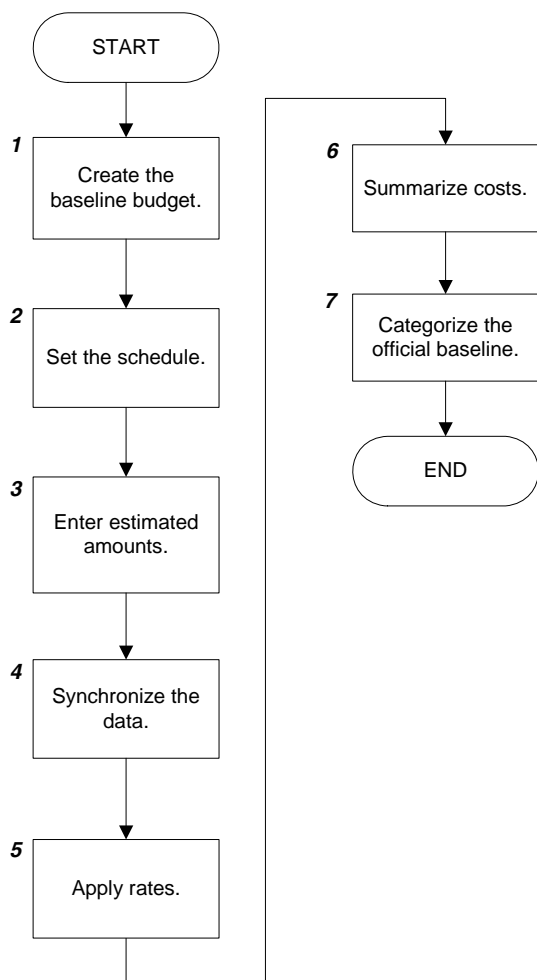 START
1
Create the
baseline budget.
2
Set the schedule.
3
Enter estimated
amounts.
4
Synchronize the
data.
5
Apply rates.
6
Summarize costs.
7
Categorize the
official baseline.
END